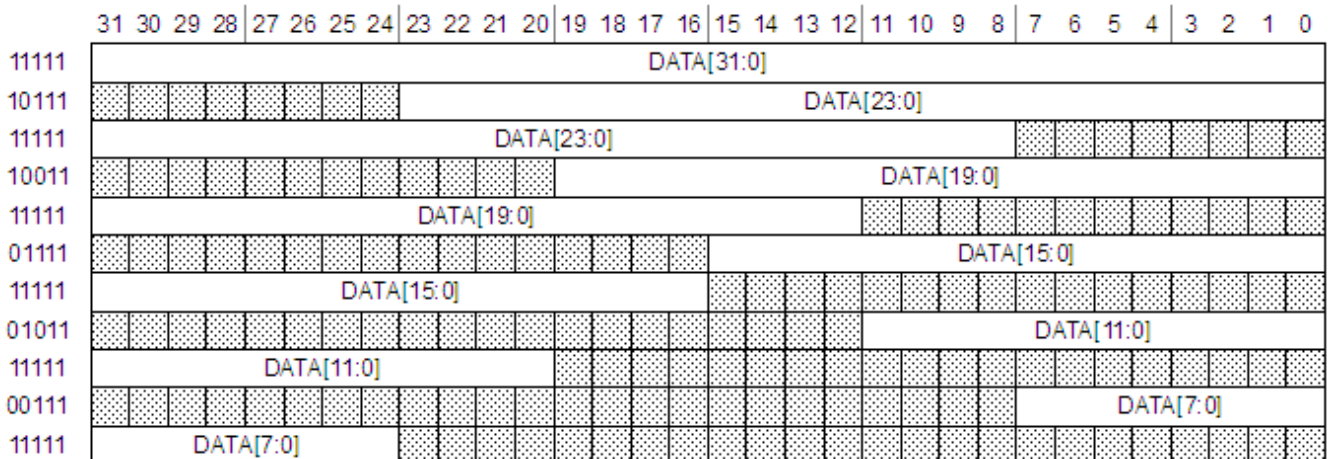 31 30 29 28 27 26 25 24 23 22 21 20 19 18 17 16 15 14 13 12 11 10 9 8 7 6 5 4 3 2 1 0
11111 DATA[31:0]
10111 DATA[23:0]
11111 DATA[23:0]
10011 DATA[19:0]
11111 DATA[19:0]
01111 DATA[15:0]
11111 DATA[15:0]
01011 DATA[11:0]
11111 DATA[11:0]
00111 DATA[7:0]
11111 DATA[7:0]